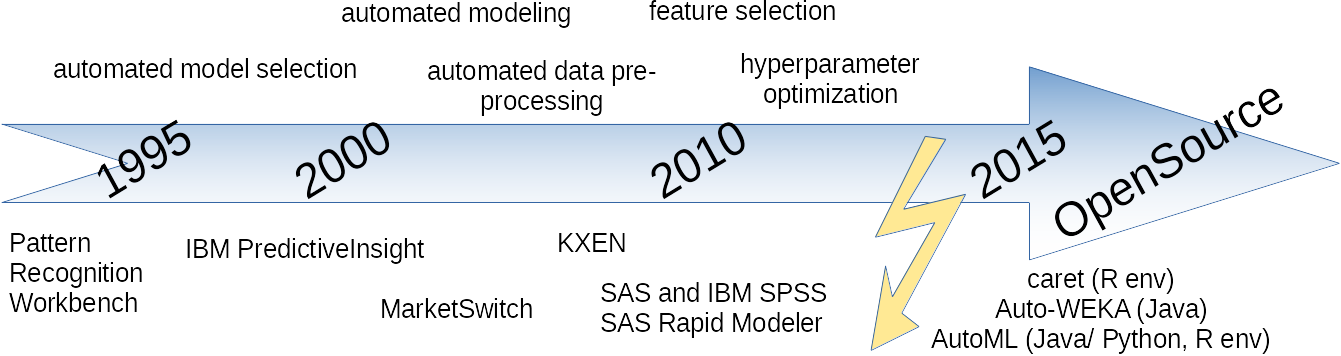 automated modeling
feature selection
automated model selection
automated data pre-
processing
hyperparameter
optimization
1995
2000
2010
2015
OpenSource
Pattern
Recognition
Workbench
IBM PredictiveInsight
MarketSwitch
KXEN
SAS and IBM SPSS
SAS Rapid Modeler
caret (R env)
Auto-WEKA (Java)
AutoML (Java/ Python, R env)